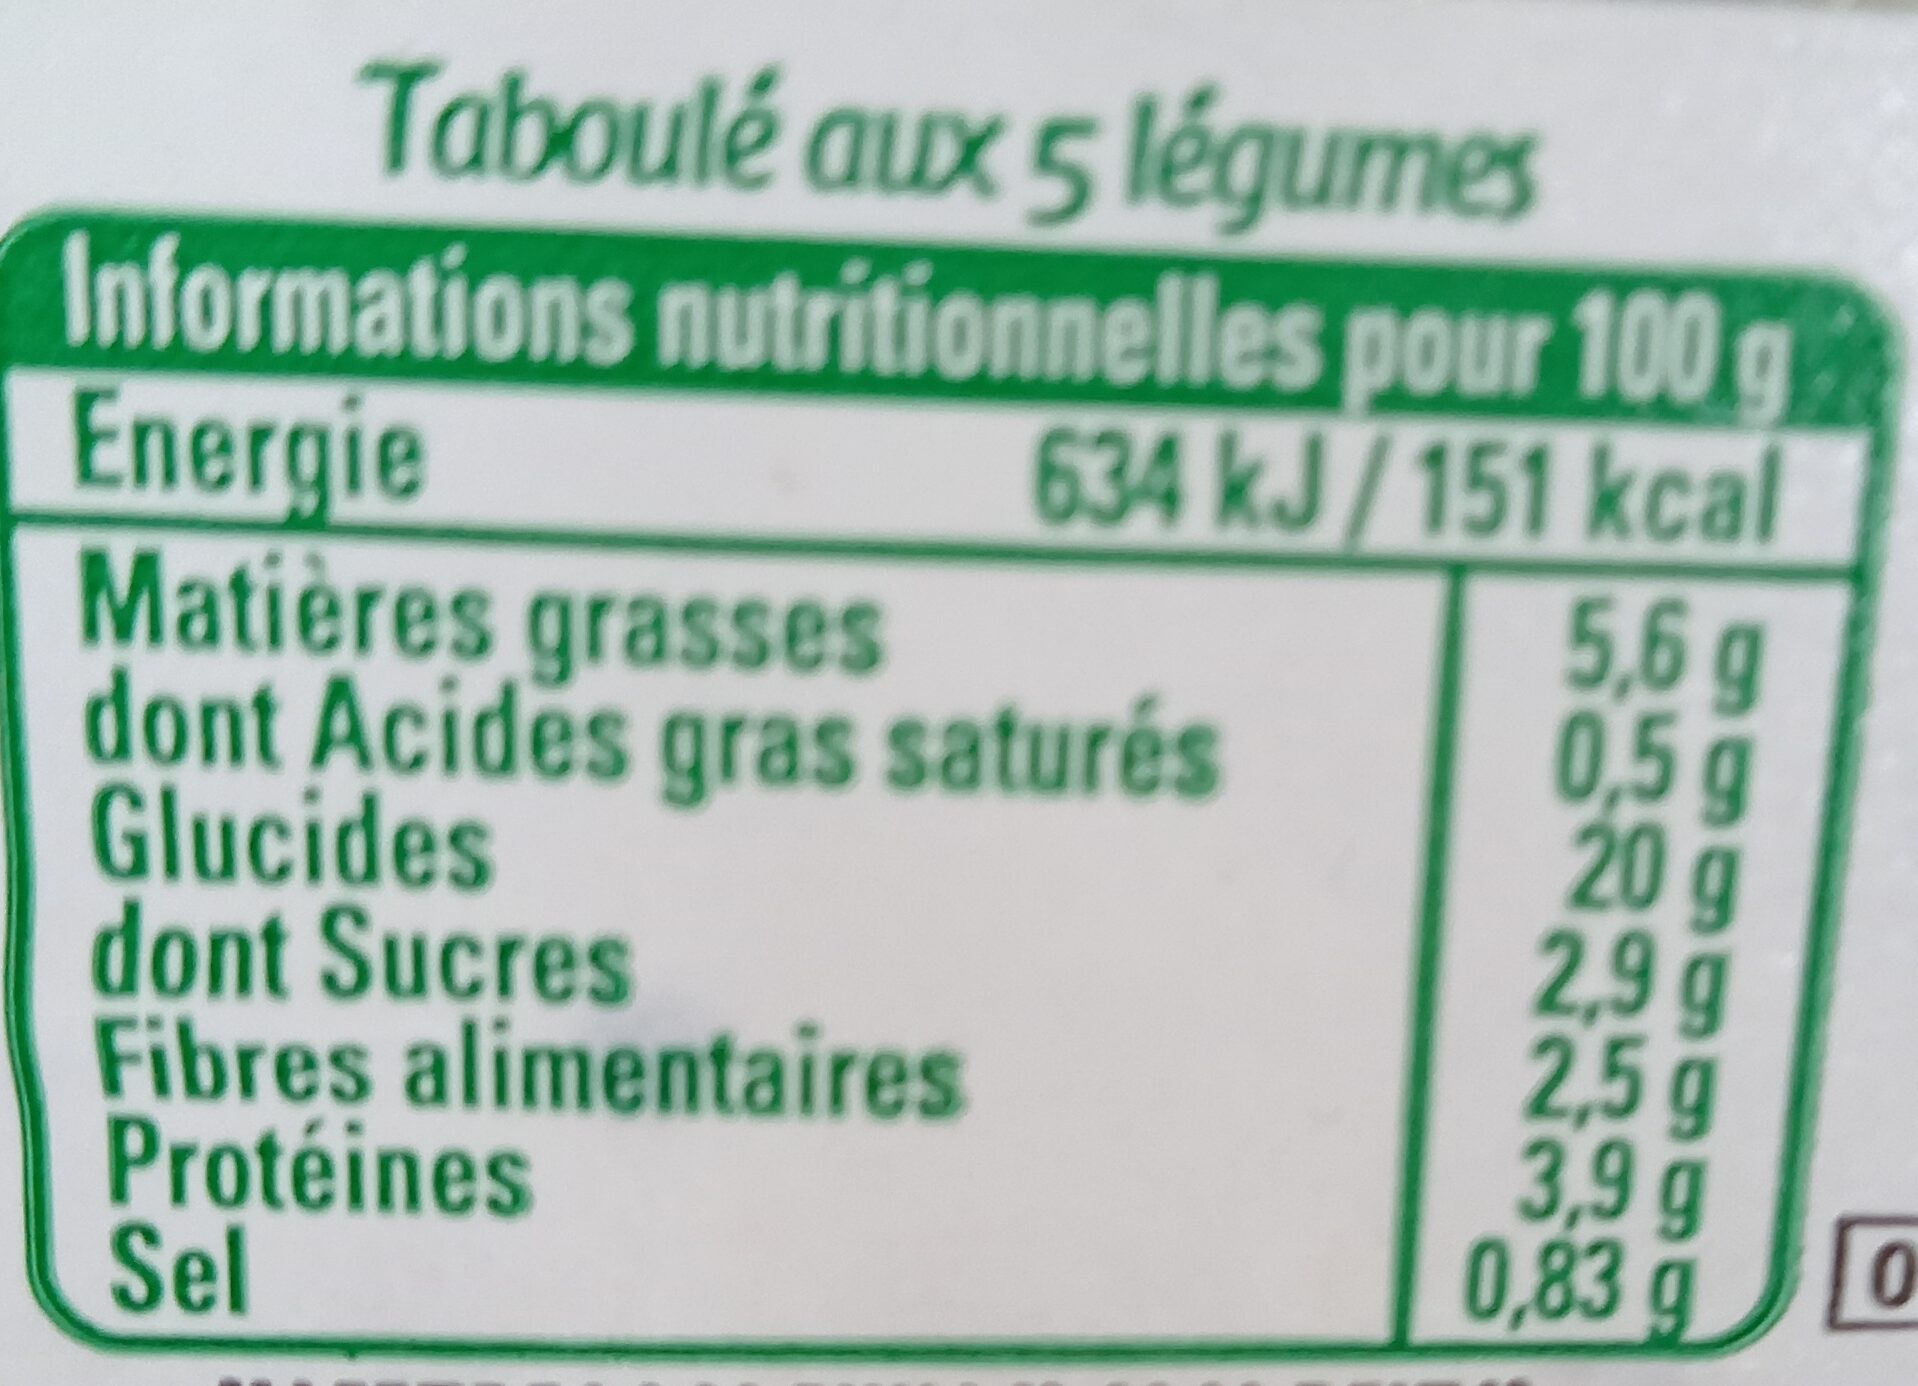 Taboulé aux 5 légumes
Informations nutritionnelles pour 100 g
Energie 634 kJ / 151 kcal
Matières grasses 5,6 g
dont Acides gras saturés 0,5 g
Glucides 20 g
dont Sucres 2,9 g
Fibres alimentaires 2,5 g
Protéines 3,9 g
Sel 0,83 g